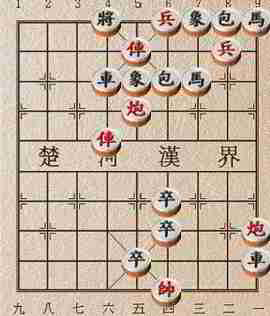 1 2 3 4 5 6 7 8 9
將 兵 象 包 馬
俥 兵
車 象 包 馬
炮
俥
楚 河 漢 界
卒
卒 炮
卒 車
帥
九 八 七 六 五 四 三 二 一